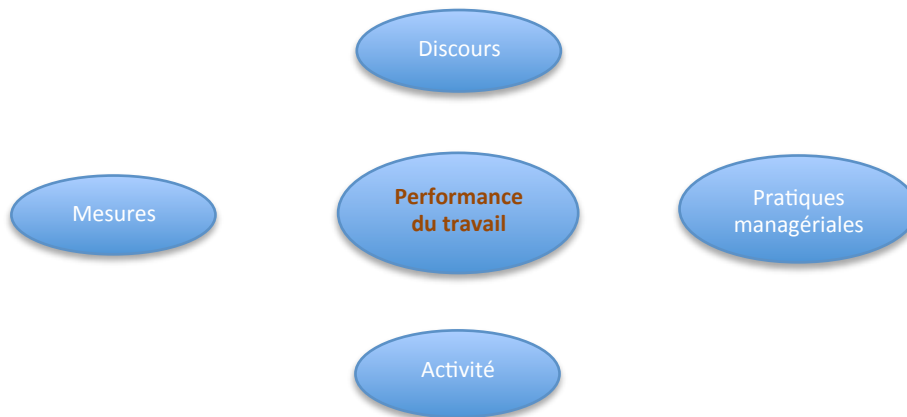 Discours
Mesures
Performance
du travail
Pratiques
managériales
Activité